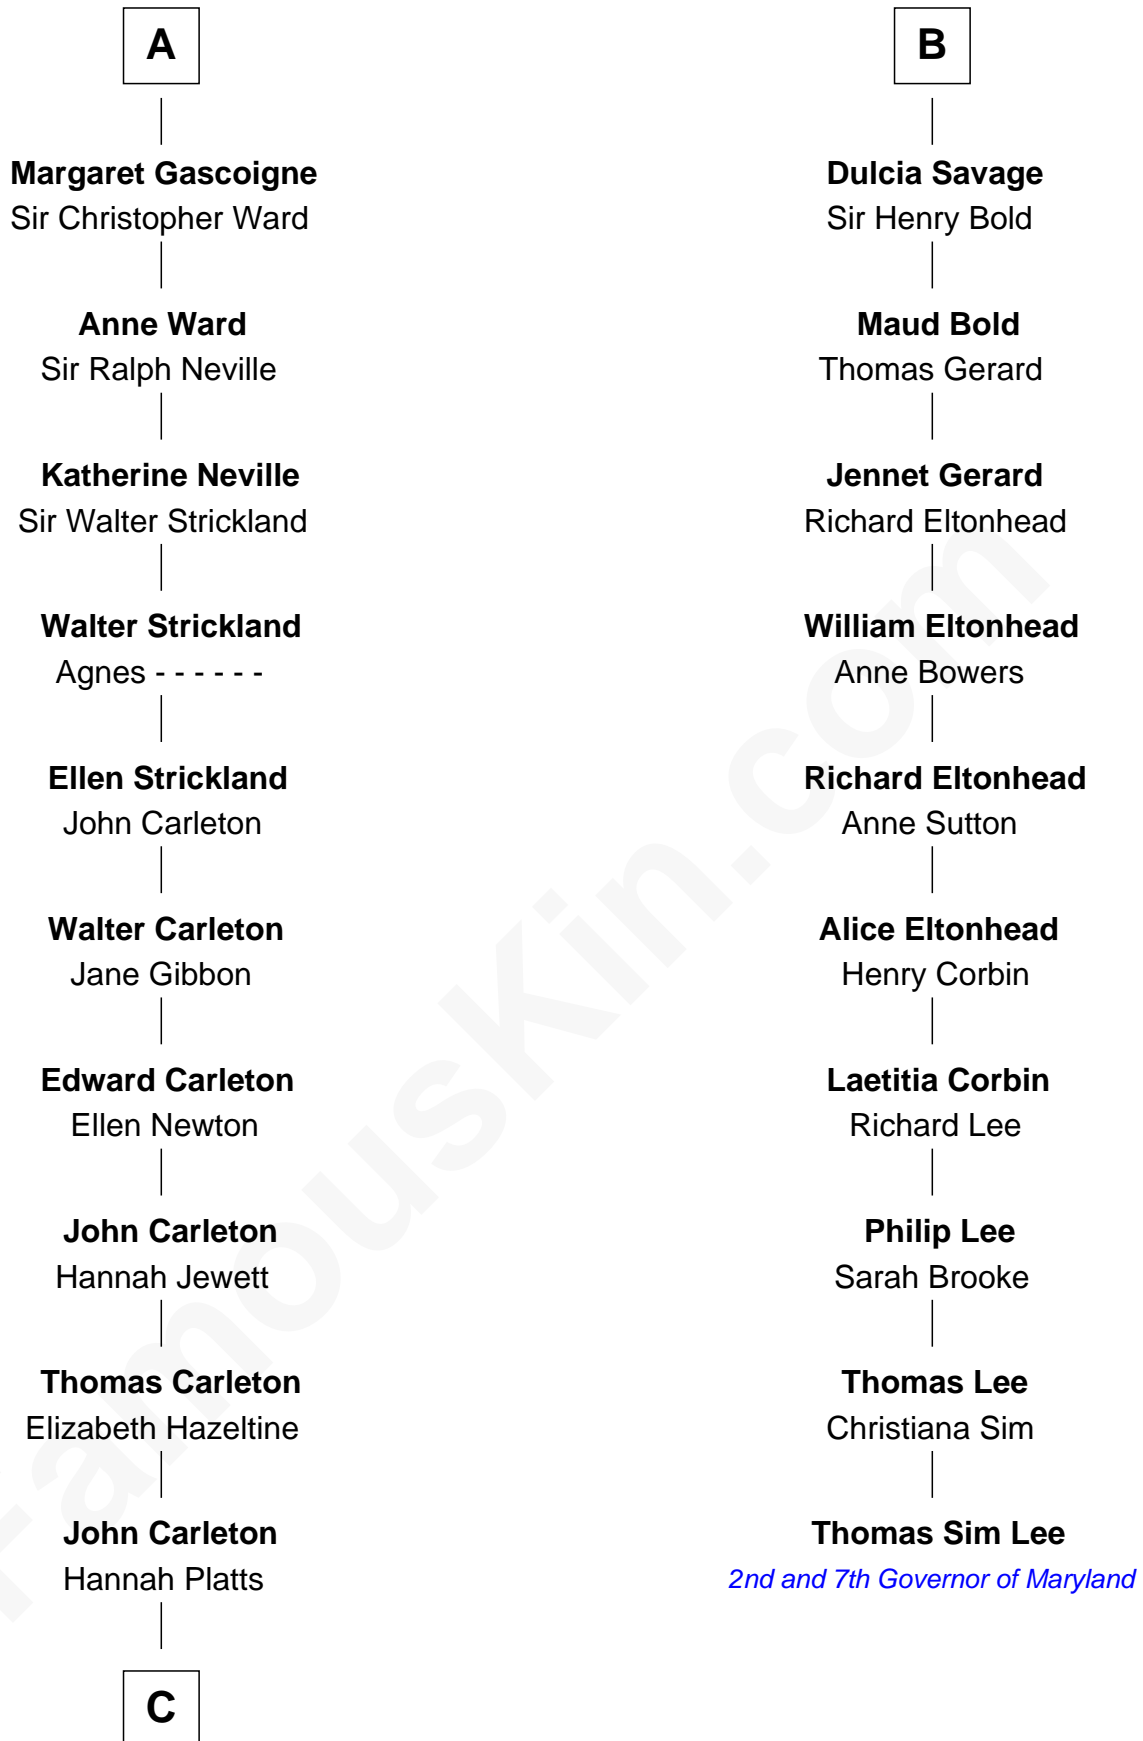 A
Margaret Gascoigne
Sir Christopher Ward
Anne Ward
Sir Ralph Neville
Katherine Neville
Sir Walter Strickland
Walter Strickland
Agnes - - - - - -
Ellen Strickland
John Carleton
Walter Carleton
Jane Gibbon
Edward Carleton
Ellen Newton
John Carleton
Hannah Jewett
Thomas Carleton
Elizabeth Hazeltine
John Carleton
Hannah Platts
C
B
Dulcia Savage
Sir Henry Bold
Maud Bold
Thomas Gerard
Jennet Gerard
Richard Eltonhead
William Eltonhead
Anne Bowers
Richard Eltonhead
Anne Sutton
Alice Eltonhead
Henry Corbin
Laetitia Corbin
Richard Lee
Philip Lee
Sarah Brooke
Thomas Lee
Christiana Sim
Thomas Sim Lee
2nd and 7th Governor of Maryland
FamousKin.com